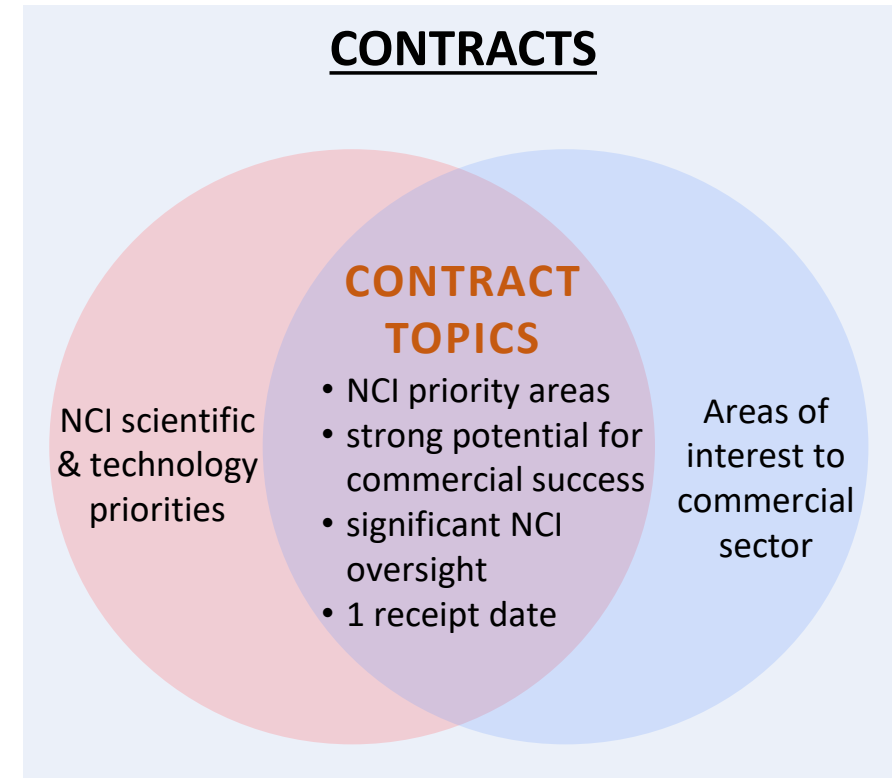 CONTRACTS
NCI scientific
& technology
priorities
CONTRACT
TOPICS
• NCI priority areas
• strong potential for
commercial success
• significant NCI
oversight
• 1 receipt date
Areas of
interest to
commercial
sector